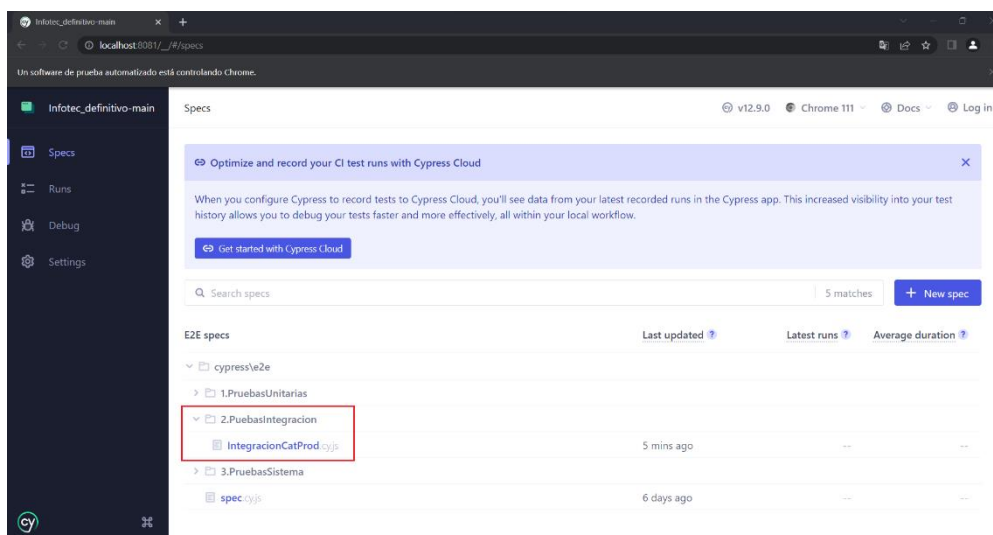 Infotec_definitivo-main
localhost:8081/__/#/specs
Un software de prueba automatizado está controlando Chrome.
Infotec_definitivo-main
Specs
v12.9.0
Chrome 111
Docs
Log in
Specs
Runs
Debug
Settings
Optimize and record your CI test runs with Cypress Cloud
When you configure Cypress to record tests to Cypress Cloud, you'll see data from your latest recorded runs in the Cypress app. This increased visibility into your test
history allows you to debug your tests faster and more effectively, all within your local workflow.
Get started with Cypress Cloud
Search specs
5 matches
+ New spec
E2E specs
Last updated ?
Latest runs ?
Average duration ?
cypress\e2e
1.PruebasUnitarias
2.PuebasIntegracion
IntegracionCatProd.cy.js
5 mins ago
--
--
3.PruebasSistema
spec.cy.js
6 days ago
--
--
cy